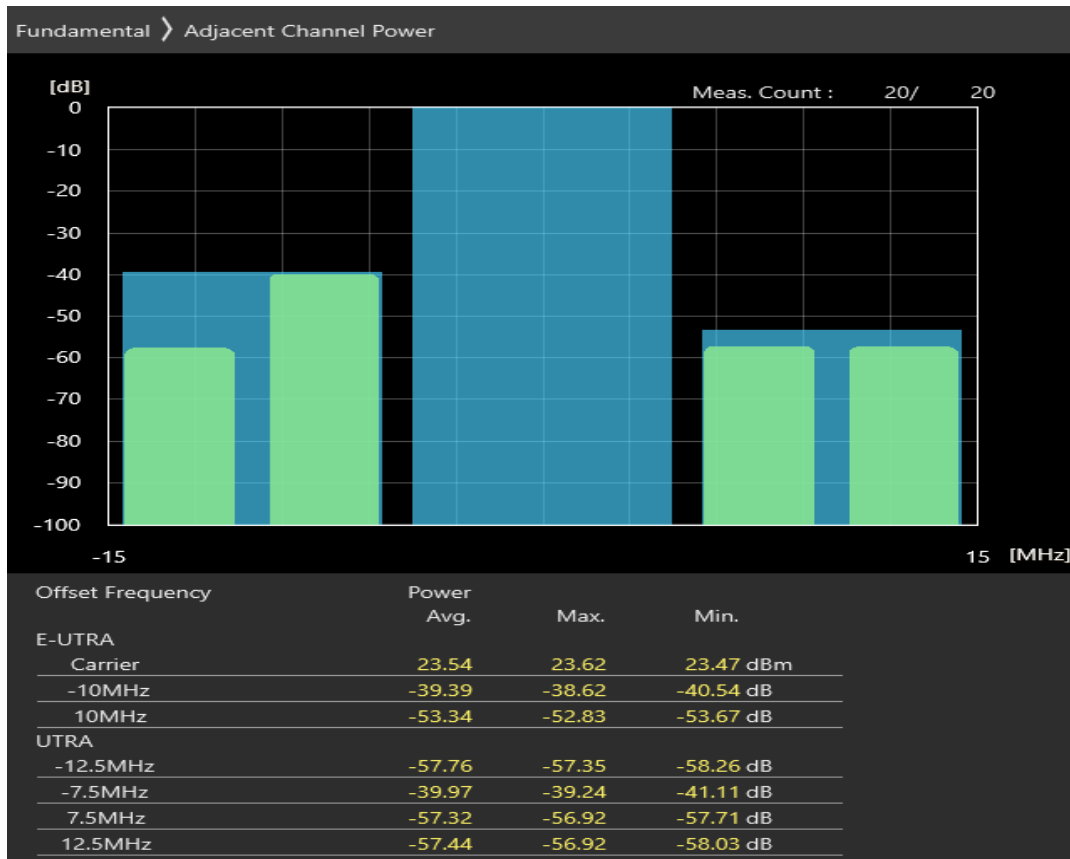 Fundamental ❯ Adjacent Channel Power
[dB]
Meas. Count : 20/ 20
0
-10
-20
-30
-40
-50
-60
-70
-80
-90
-100
-15 15 [MHz]
Offset Frequency Power
Avg. Max. Min.
E-UTRA
Carrier 23.54 23.62 23.47 dBm
-10MHz -39.39 -38.62 -40.54 dB
10MHz -53.34 -52.83 -53.67 dB
UTRA
-12.5MHz -57.76 -57.35 -58.26 dB
-7.5MHz -39.97 -39.24 -41.11 dB
7.5MHz -57.32 -56.92 -57.71 dB
12.5MHz -57.44 -56.92 -58.03 dB